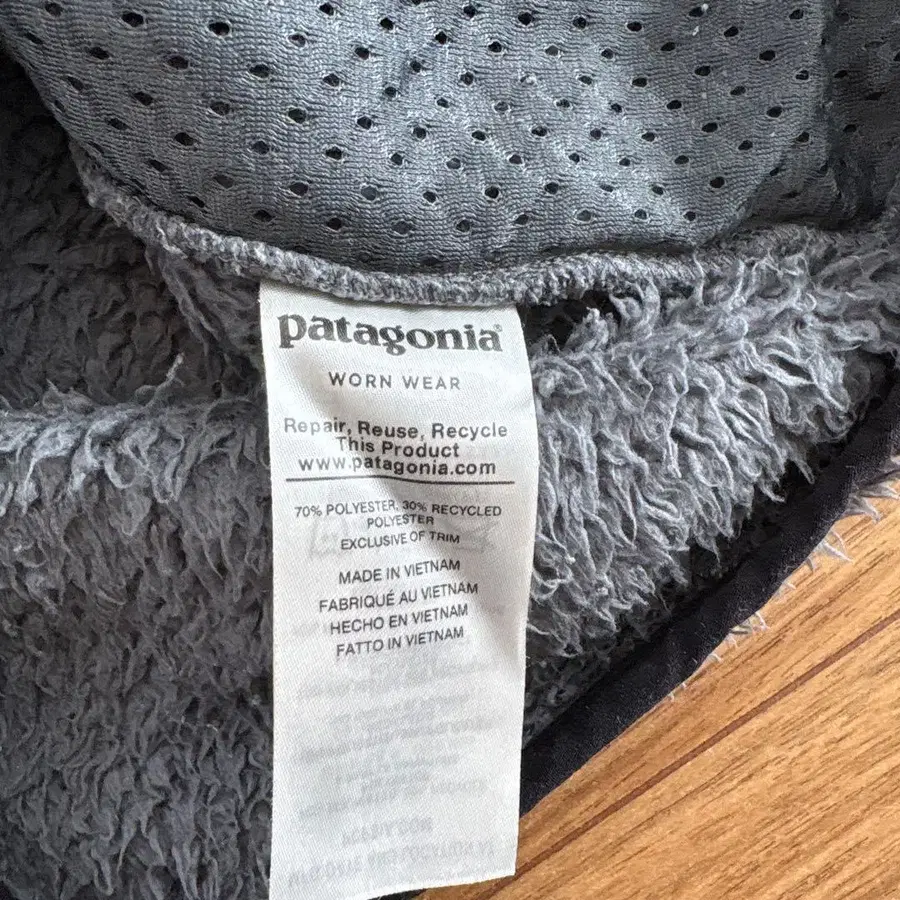 patagonia®
WORN WEAR
Repair, Reuse, Recycle
This Product
www.patagonia.com
70% POLYESTER, 30% RECYCLED
POLYESTER
EXCLUSIVE OF TRIM
MADE IN VIETNAM
FABRIQUÉ AU VIETNAM
HECHO EN VIETNAM
FATTO IN VIETNAM